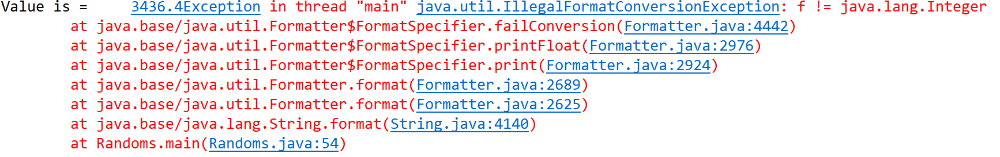 Value is =     3436.4Exception in thread "main" java.util.IllegalFormatConversionException: f != java.lang.Integer
        at java.base/java.util.Formatter$FormatSpecifier.failConversion(Formatter.java:4442)
        at java.base/java.util.Formatter$FormatSpecifier.printFloat(Formatter.java:2976)
        at java.base/java.util.Formatter$FormatSpecifier.print(Formatter.java:2924)
        at java.base/java.util.Formatter.format(Formatter.java:2689)
        at java.base/java.util.Formatter.format(Formatter.java:2625)
        at java.base/java.lang.String.format(String.java:4140)
        at Randoms.main(Randoms.java:54)